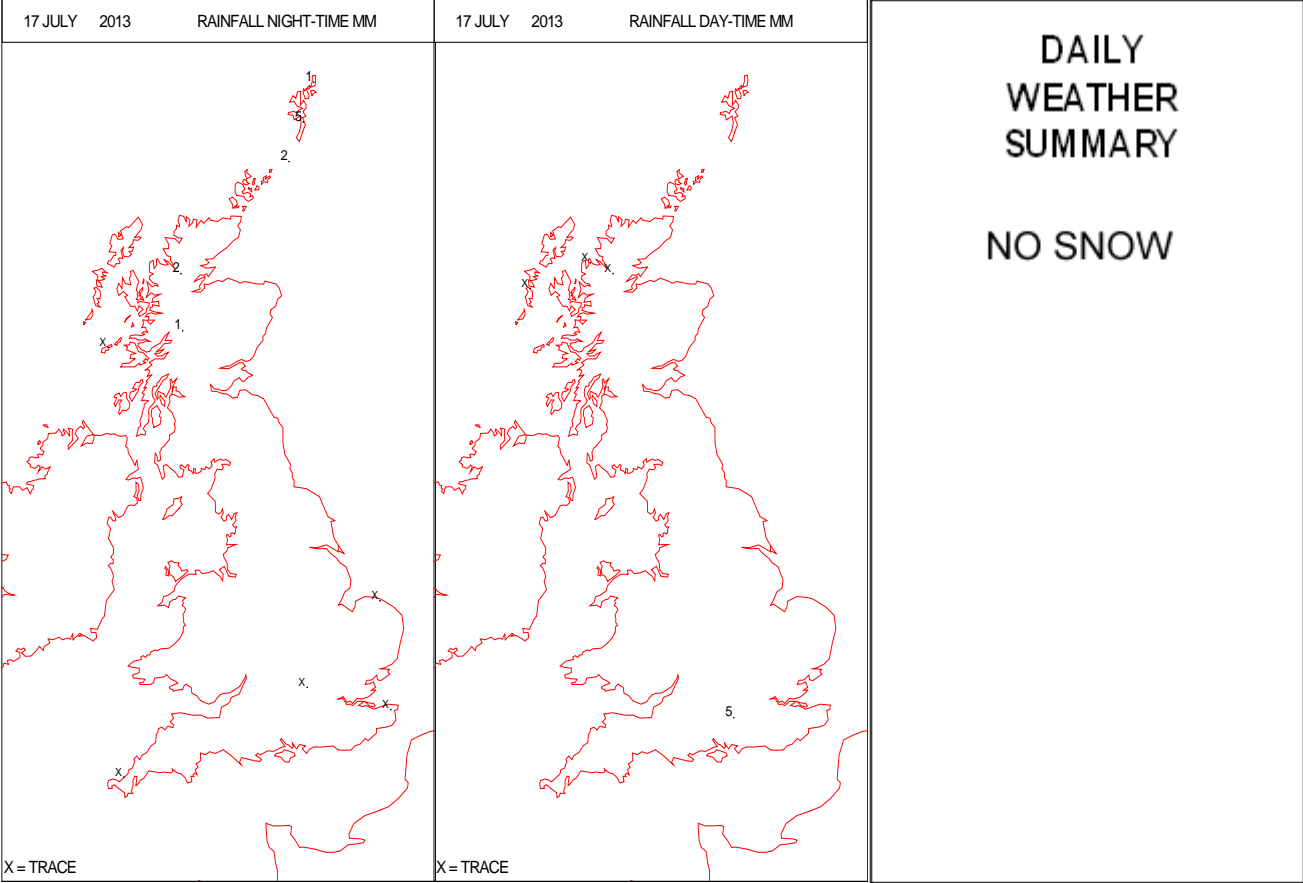 17 JULY 2013 RAINFALL NIGHT-TIME MM
1
5
2
2
1
X
X
X
X
X
X = TRACE
17 JULY 2013 RAINFALL DAY-TIME MM
X
X
X
5
X = TRACE
DAILY
WEATHER
SUMMARY
NO SNOW